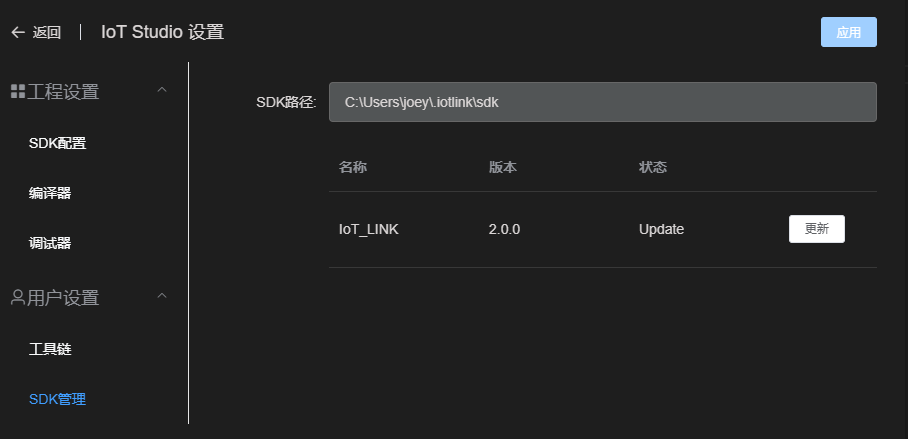 返回 IoT Studio 设置 应用
工程设置
SDK配置
编译器
调试器
用户设置
工具链
SDK管理
SDK路径: C:\Users\joey\.iotlink\sdk
名称 版本 状态
IoT_LINK 2.0.0 Update 更新